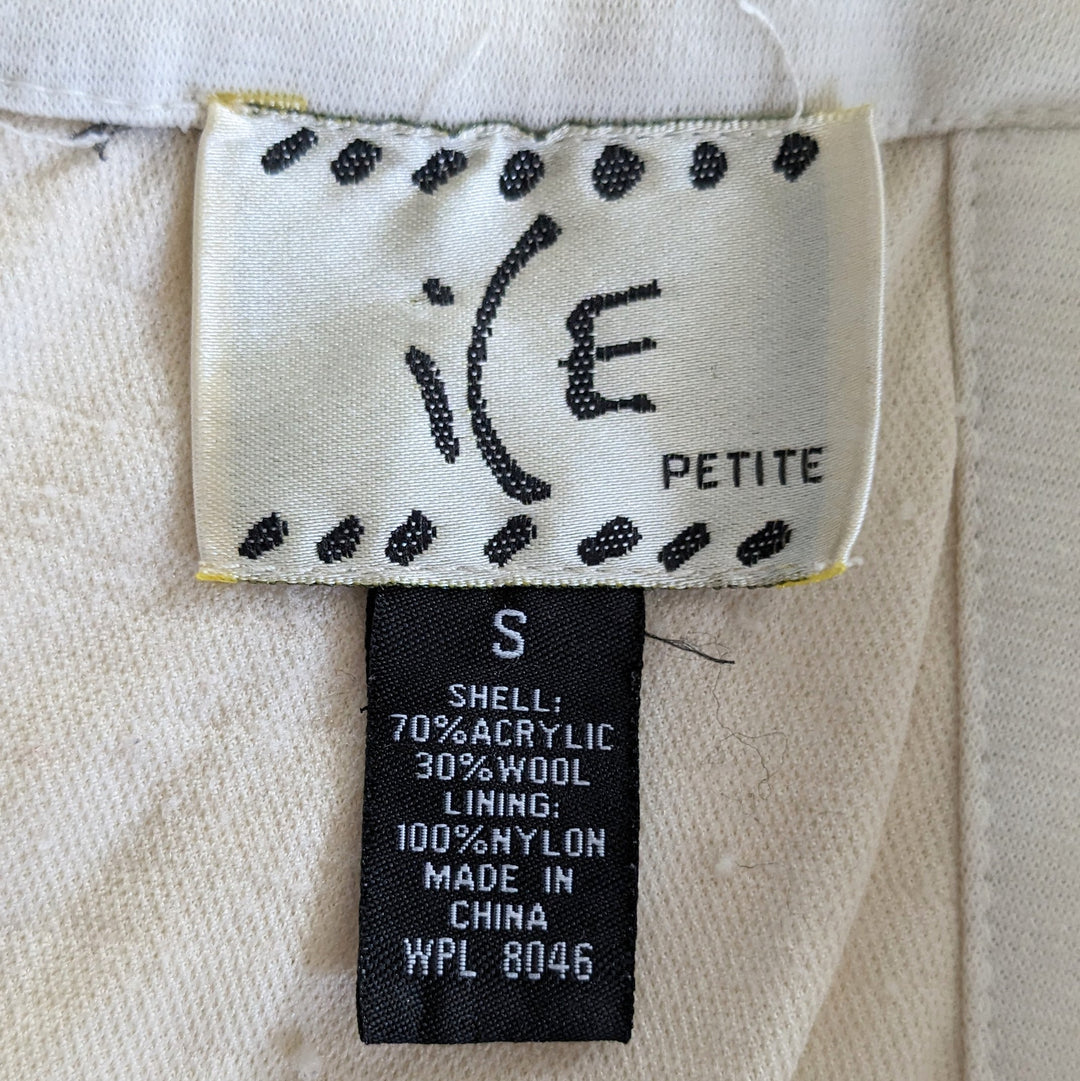 iCE
PETITE
S
SHELL:
70%ACRYLIC
30%WOOL
LINING:
100%NYLON
MADE IN
CHINA
WPL 8046